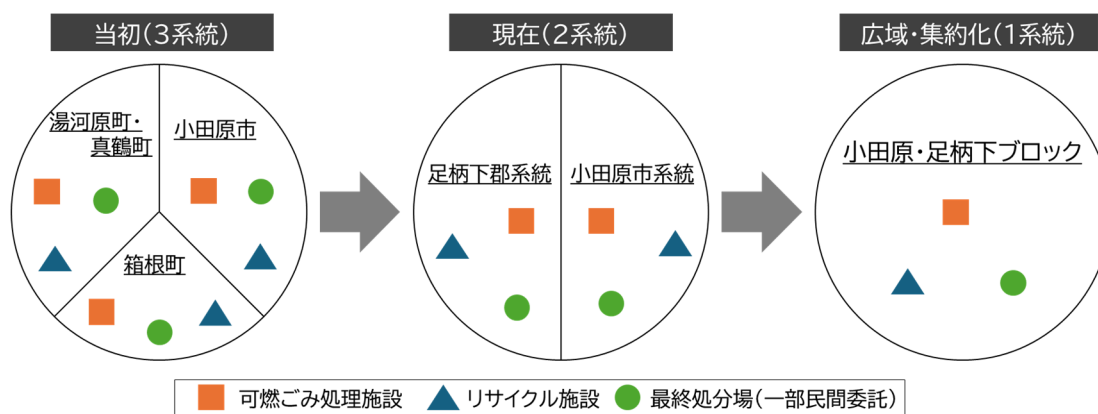 当初(3系統)
湯河原町・
真鶴町
小田原市
箱根町
現在(2系統)
足柄下郡系統
小田原市系統
広域・集約化(1系統)
小田原・足柄下ブロック
可燃ごみ処理施設
リサイクル施設
最終処分場(一部民間委託)